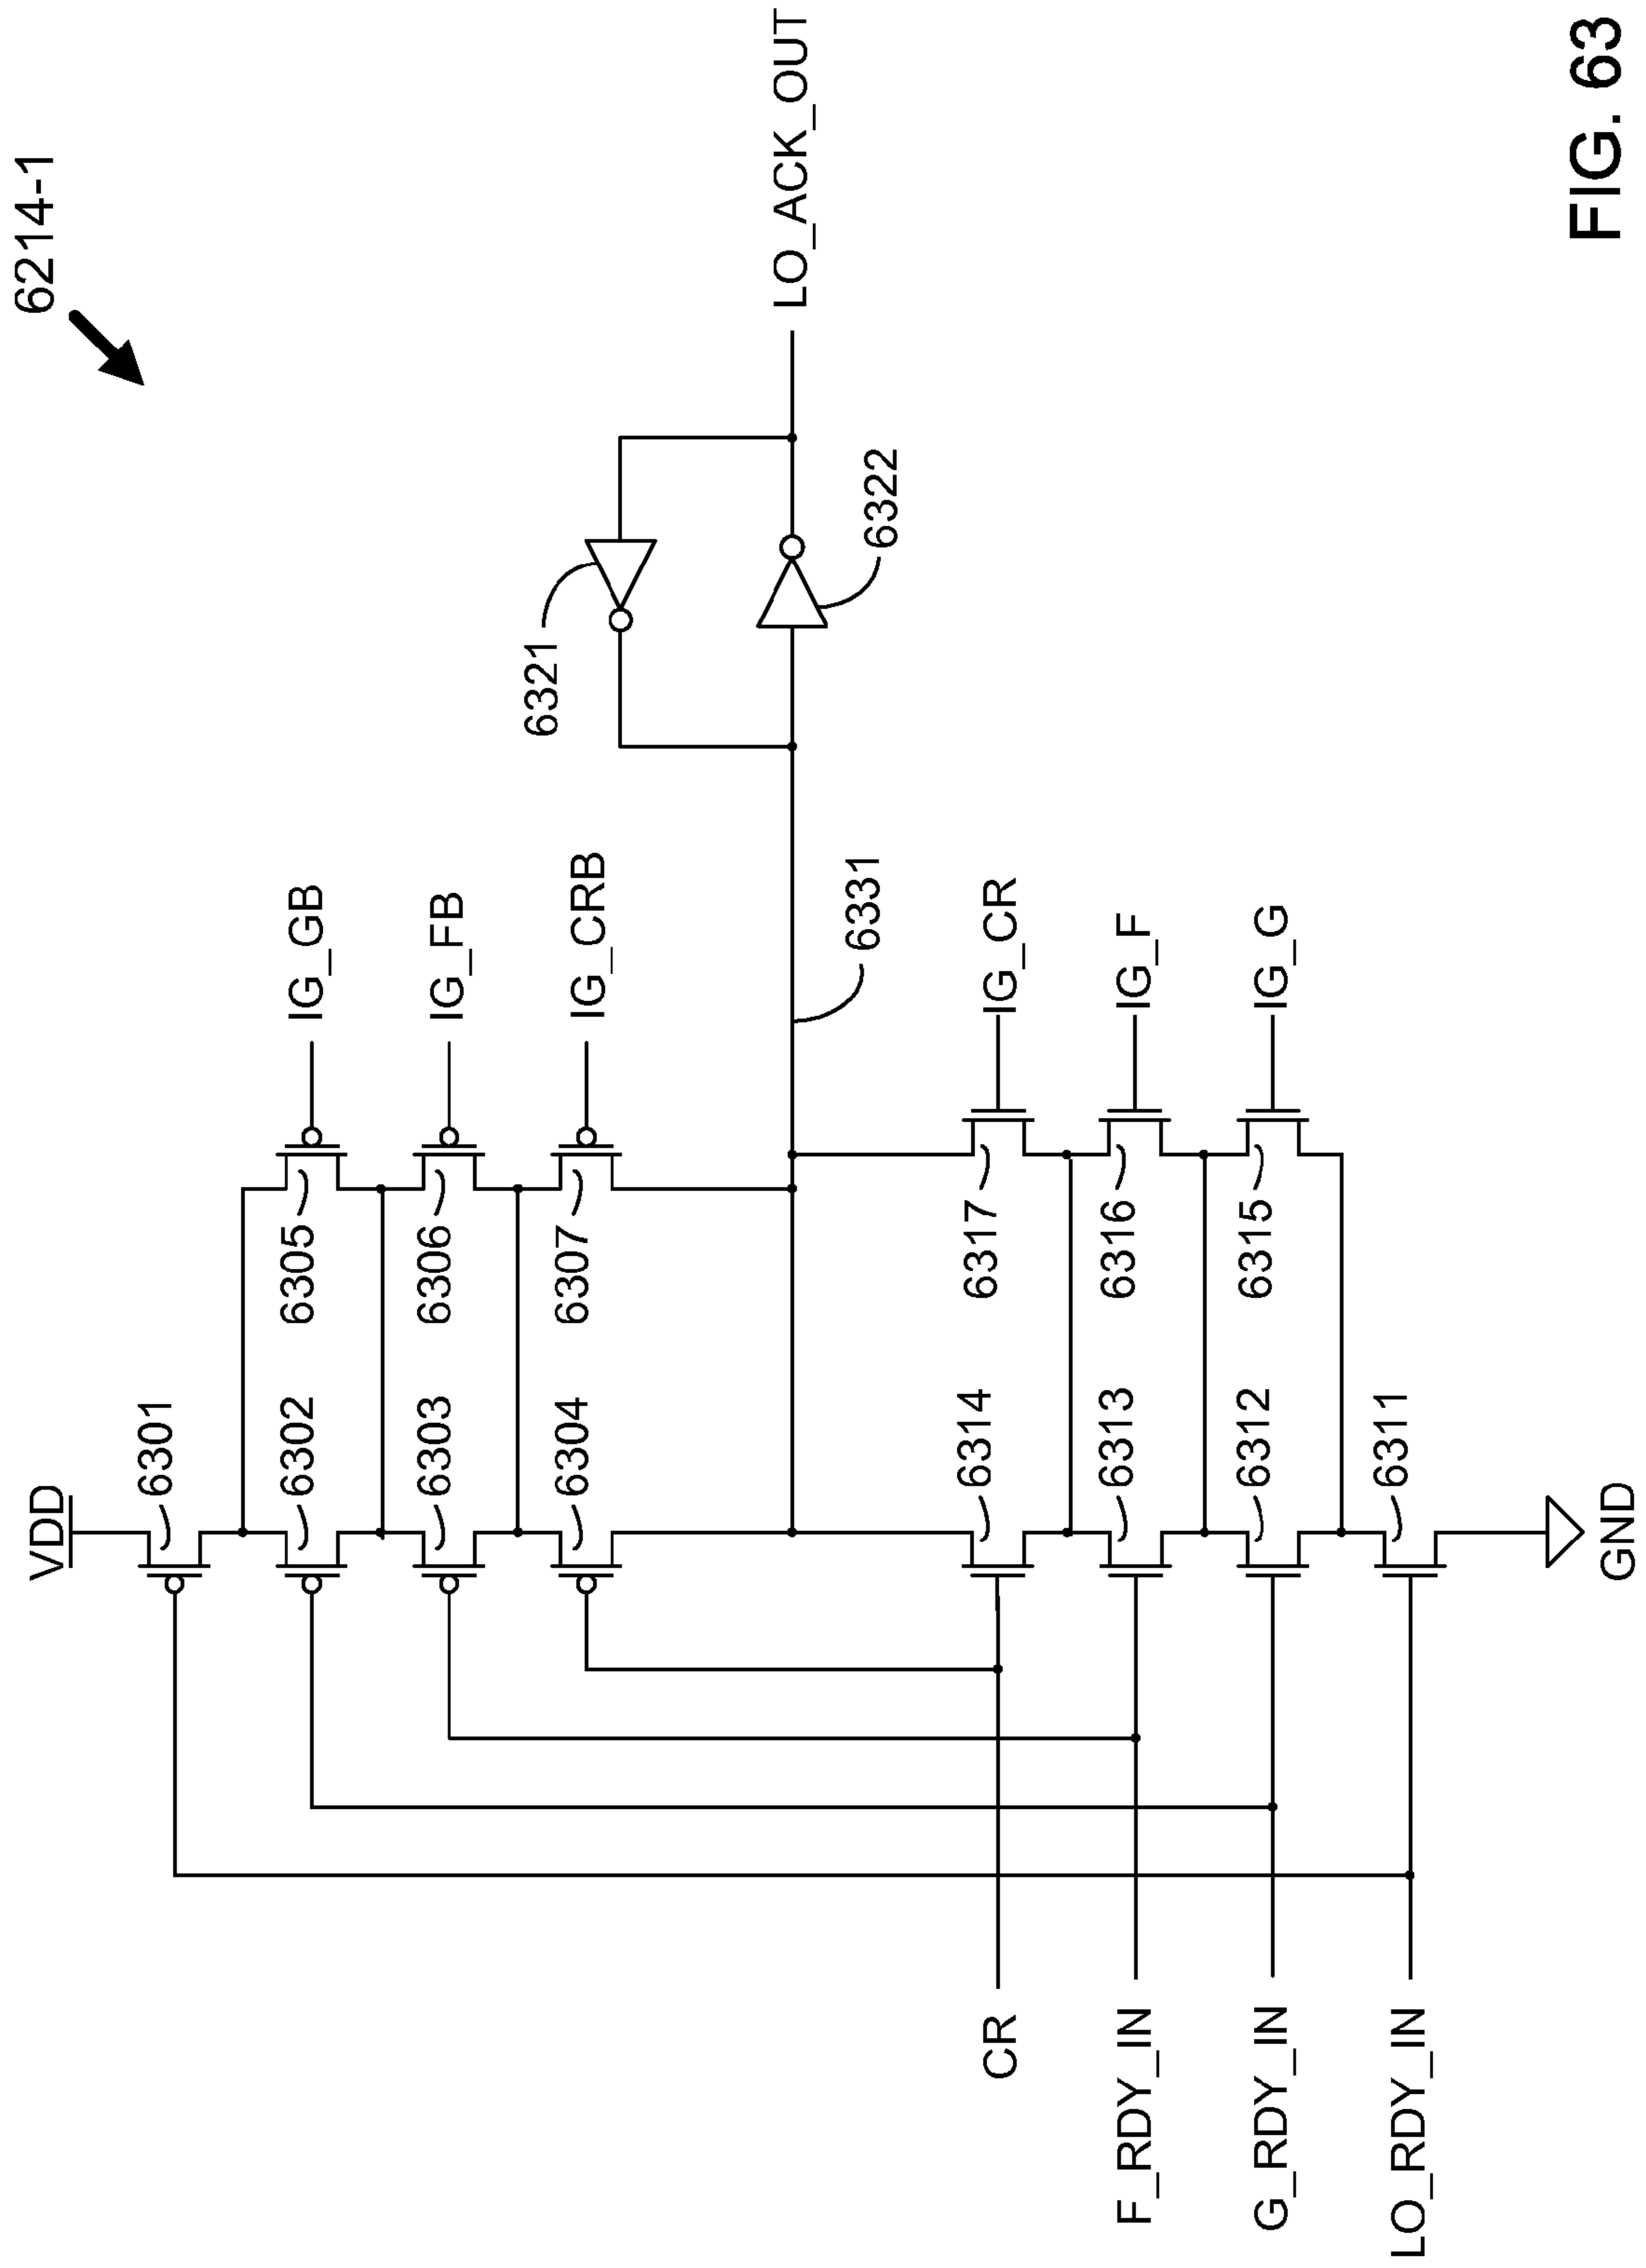 6214-1
VDD
6301
6302
6303
6304
6305
6306
6307
IG_GB
IG_FB
IG_CRB
6321
6322
LO_ACK_OUT
6331
6314
6313
6312
6311
6317
6316
6315
IG_CR
IG_F
IG_G
CR
F_RDY_IN
G_RDY_IN
LO_RDY_IN
GND
FIG. 63